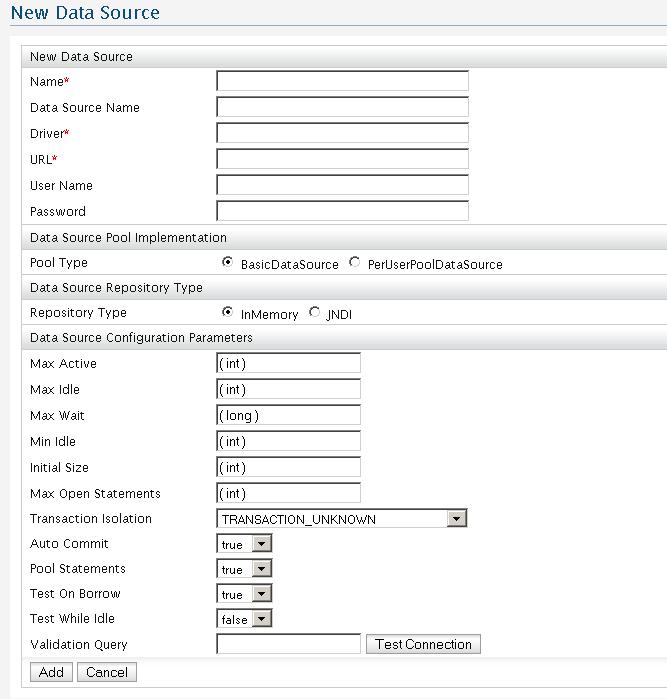 New Data Source
New Data Source
Name*
Data Source Name
Driver*
URL*
User Name
Password
Data Source Pool Implementation
Pool Type BasicDataSource PerUserPoolDataSource
Data Source Repository Type
Repository Type InMemory JNDI
Data Source Configuration Parameters
Max Active (int)
Max Idle (int)
Max Wait (long)
Min Idle (int)
Initial Size (int)
Max Open Statements (int)
Transaction Isolation TRANSACTION_UNKNOWN
Auto Commit true
Pool Statements true
Test On Borrow true
Test While Idle false
Validation Query Test Connection
Add Cancel